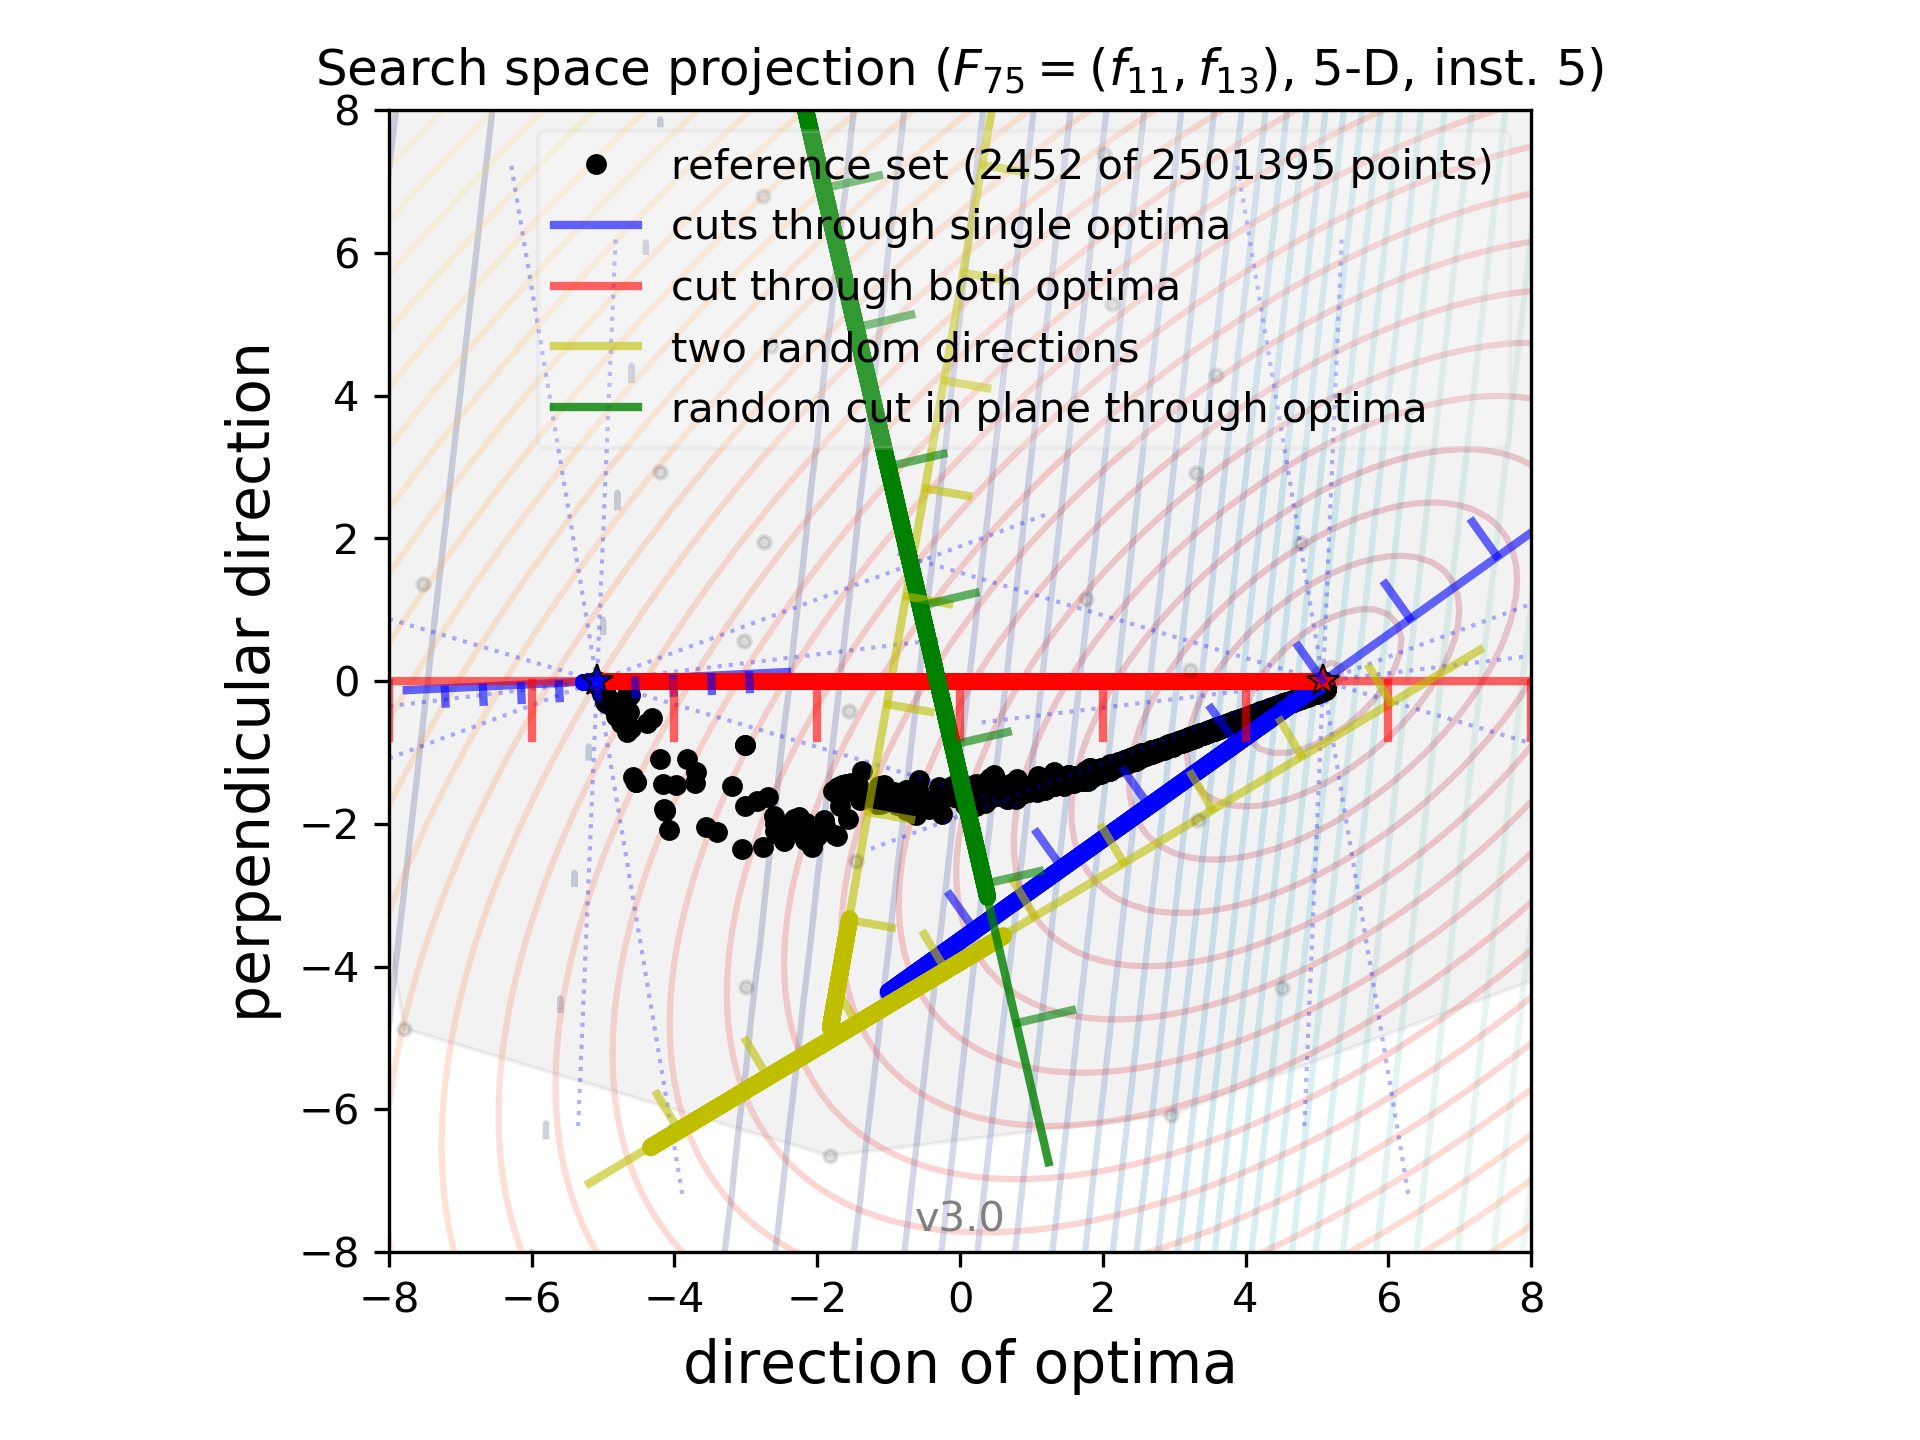 Search space projection (F75 = (f11, f13), 5-D, inst. 5)
reference set (2452 of 2501395 points)
cuts through single optima
cut through both optima
two random directions
random cut in plane through optima
perpendicular direction
8
6
4
2
0
−2
−4
−6
−8
v3.0
−8 −6 −4 −2 0 2 4 6 8
direction of optima